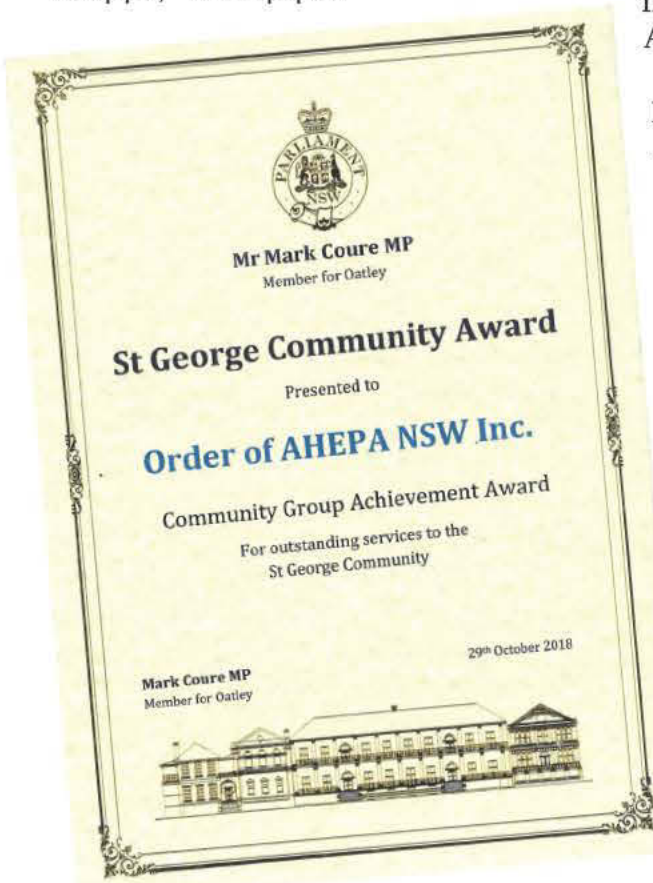 PARLIAMENT
NSW
Mr Mark Coure MP
Member for Oatley
St George Community Award
Presented to
Order of AHEPA NSW Inc.
Community Group Achievement Award
For outstanding services to the
St George Community
Mark Coure MP
Member for Oatley
29th October 2018